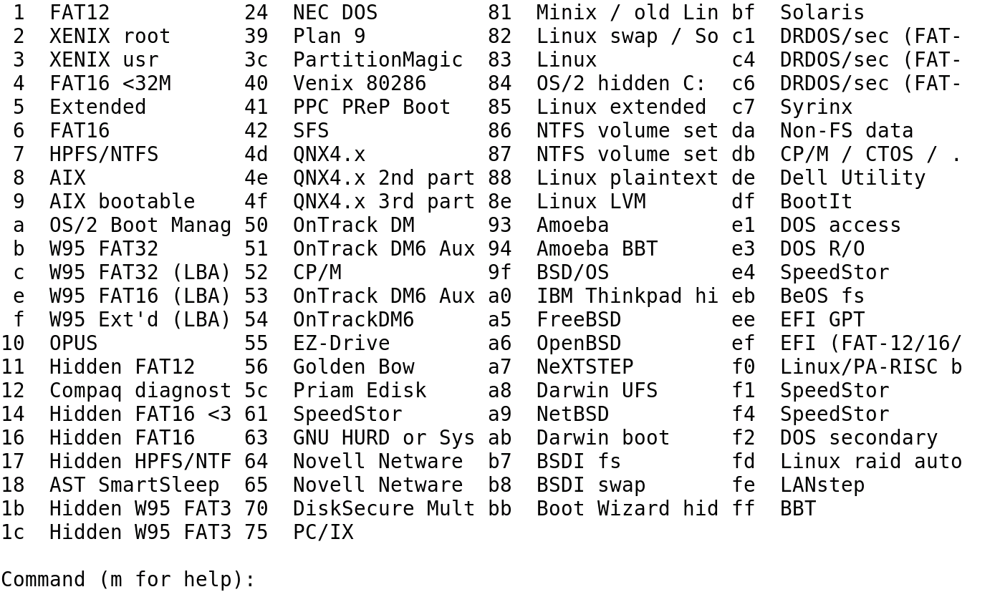 1  FAT12           24  NEC DOS         81  Minix / old Lin bf  Solaris
 2  XENIX root      39  Plan 9          82  Linux swap / So c1  DRDOS/sec (FAT-
 3  XENIX usr       3c  PartitionMagic  83  Linux           c4  DRDOS/sec (FAT-
 4  FAT16 <32M      40  Venix 80286     84  OS/2 hidden C:  c6  DRDOS/sec (FAT-
 5  Extended        41  PPC PReP Boot   85  Linux extended  c7  Syrinx
 6  FAT16           42  SFS             86  NTFS volume set da  Non-FS data
 7  HPFS/NTFS       4d  QNX4.x          87  NTFS volume set db  CP/M / CTOS / .
 8  AIX             4e  QNX4.x 2nd part 88  Linux plaintext de  Dell Utility
 9  AIX bootable    4f  QNX4.x 3rd part 8e  Linux LVM       df  BootIt
 a  OS/2 Boot Manag 50  OnTrack DM      93  Amoeba          e1  DOS access
 b  W95 FAT32       51  OnTrack DM6 Aux 94  Amoeba BBT      e3  DOS R/O
 c  W95 FAT32 (LBA) 52  CP/M            9f  BSD/OS          e4  SpeedStor
 e  W95 FAT16 (LBA) 53  OnTrack DM6 Aux a0  IBM Thinkpad hi eb  BeOS fs
 f  W95 Ext'd (LBA) 54  OnTrackDM6      a5  FreeBSD         ee  EFI GPT
10  OPUS            55  EZ-Drive        a6  OpenBSD         ef  EFI (FAT-12/16/
11  Hidden FAT12    56  Golden Bow      a7  NeXTSTEP        f0  Linux/PA-RISC b
12  Compaq diagnost 5c  Priam Edisk     a8  Darwin UFS      f1  SpeedStor
14  Hidden FAT16 <3 61  SpeedStor       a9  NetBSD          f4  SpeedStor
16  Hidden FAT16    63  GNU HURD or Sys ab  Darwin boot     f2  DOS secondary
17  Hidden HPFS/NTF 64  Novell Netware  b7  BSDI fs         fd  Linux raid auto
18  AST SmartSleep  65  Novell Netware  b8  BSDI swap       fe  LANstep
1b  Hidden W95 FAT3 70  DiskSecure Mult bb  Boot Wizard hid ff  BBT
1c  Hidden W95 FAT3 75  PC/IX

Command (m for help):